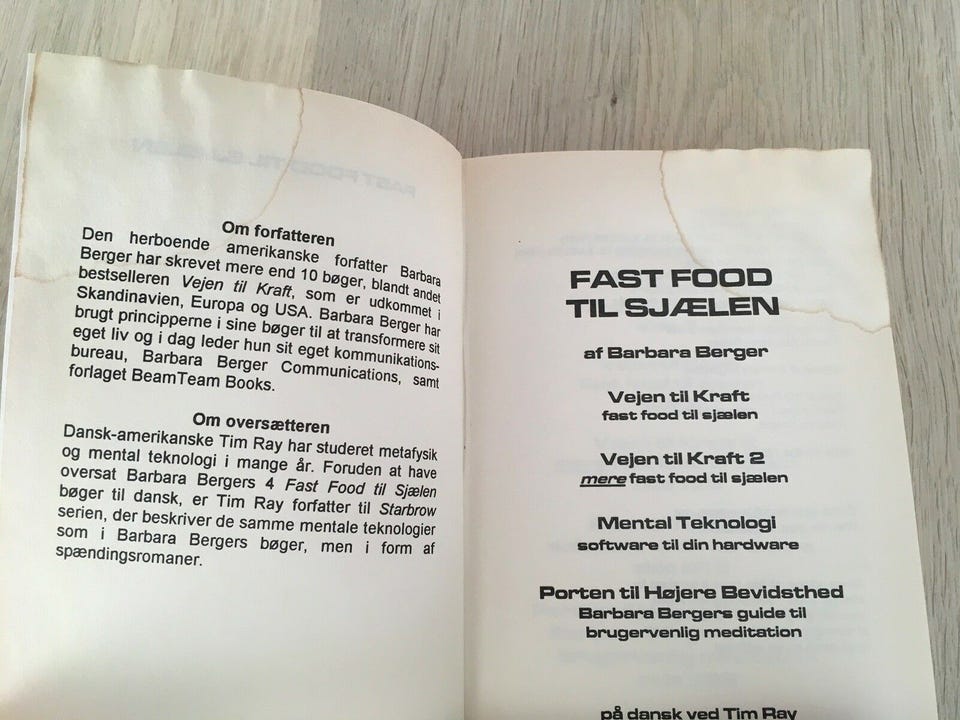 Om forfatteren
Den herboende amerikanske forfatter Barbara
Berger har skrevet mere end 10 bøger, blandt andet
bestselleren Vejen til Kraft, som er udkommet i
Skandinavien, Europa og USA. Barbara Berger har
brugt principperne i sine bøger til at transformere sit
eget liv og i dag leder hun sit eget kommunikations-
bureau, Barbara Berger Communications, samt
forlaget BeamTeam Books.
Om oversætteren
Dansk-amerikanske Tim Ray har studeret metafysik
og mental teknologi i mange år. Foruden at have
oversat Barbara Bergers 4 Fast Food til Sjælen
bøger til dansk, er Tim Ray forfatter til Starbrow
serien, der beskriver de samme mentale teknologier
som i Barbara Bergers bøger, men i form af
spændingsromaner.
FAST FOOD
TIL SJÆLEN
af Barbara Berger
Vejen til Kraft
fast food til sjælen
Vejen til Kraft 2
mere fast food til sjælen
Mental Teknologi
software til din hardware
Porten til Højere Bevidsthed
Barbara Bergers guide til
brugervenlig meditation
på dansk ved Tim Ray